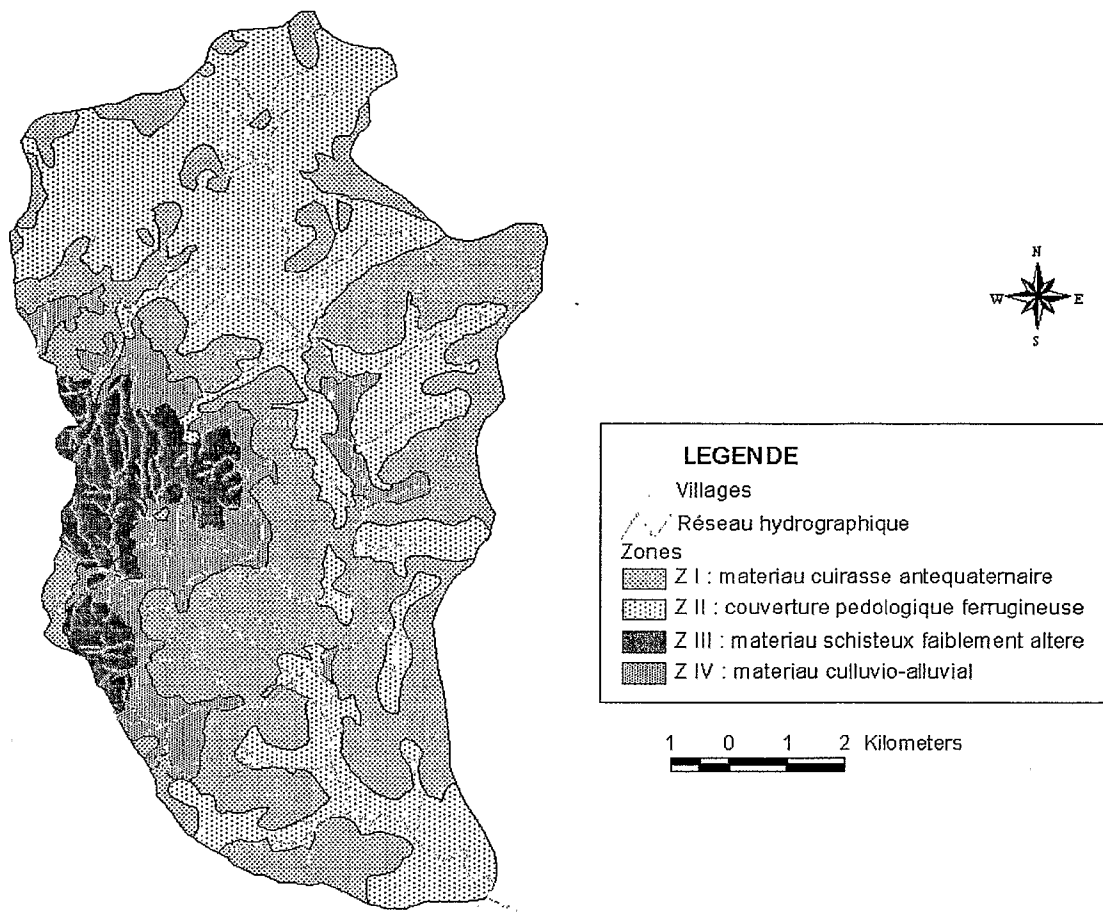 N
W E
S
LEGENDE
Villages
Réseau hydrographique
Zones
Z I : materiau cuirasse antequaternaire
Z II : couverture pedologique ferrugineuse
Z III : materiau schisteux faiblement altere
Z IV : materiau culluvio-alluvial
1 0 1 2 Kilometers